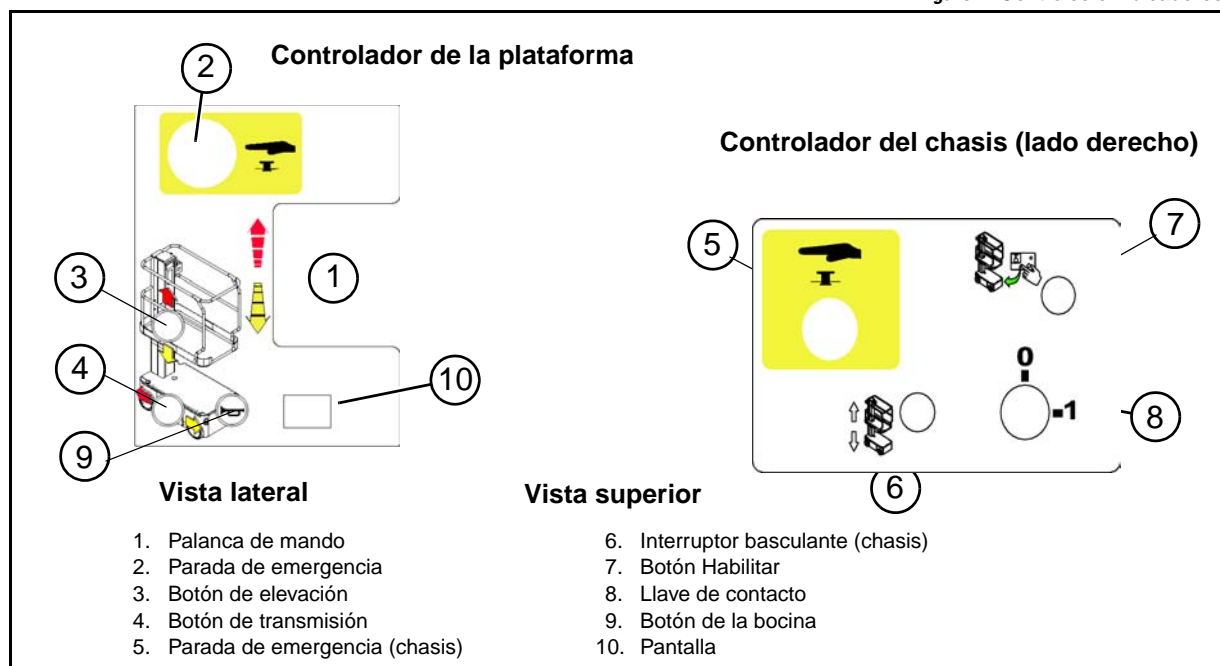 Controlador de la plataforma
2
Controlador del chasis (lado derecho)
7
5
3
1
0
1
4
10
8
9
6
Vista lateral
Vista superior
1. Palanca de mando
2. Parada de emergencia
3. Botón de elevación
4. Botón de transmisión
5. Parada de emergencia (chasis)
6. Interruptor basculante (chasis)
7. Botón Habilitar
8. Llave de contacto
9. Botón de la bocina
10. Pantalla